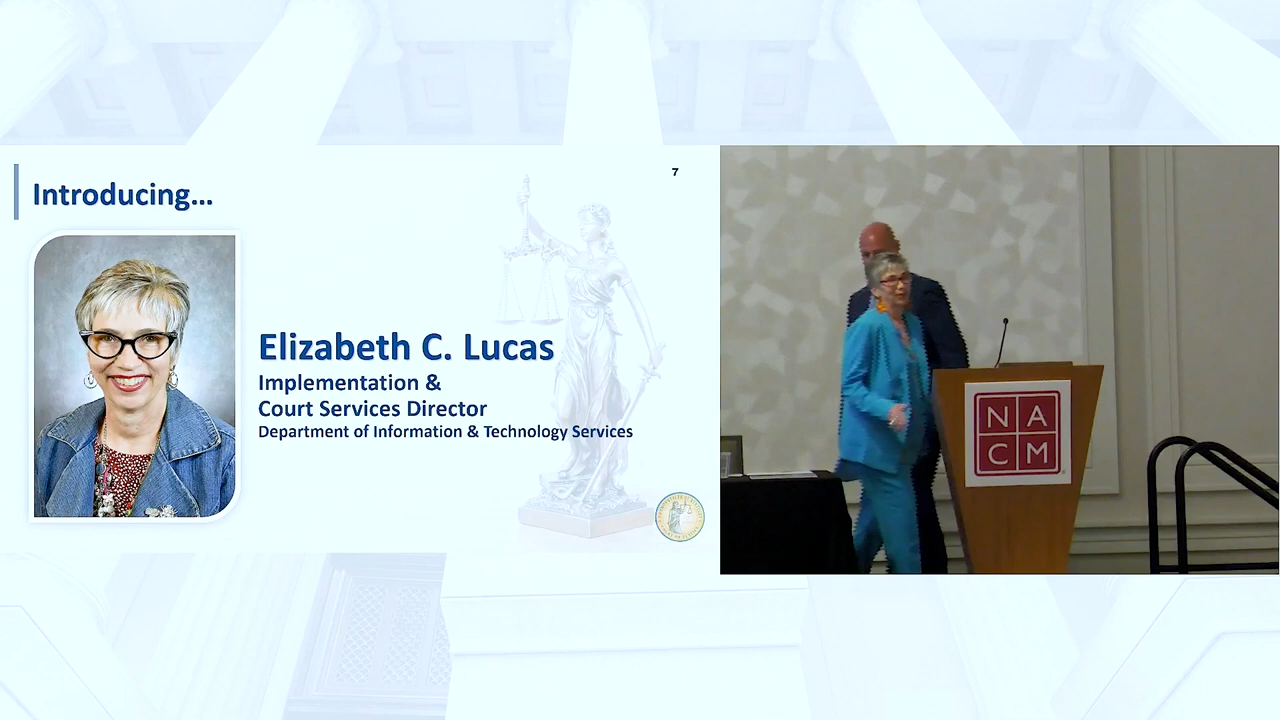 7
Introducing...
Elizabeth C. Lucas
Implementation &
Court Services Director
Department of Information & Technology Services
N A
C M